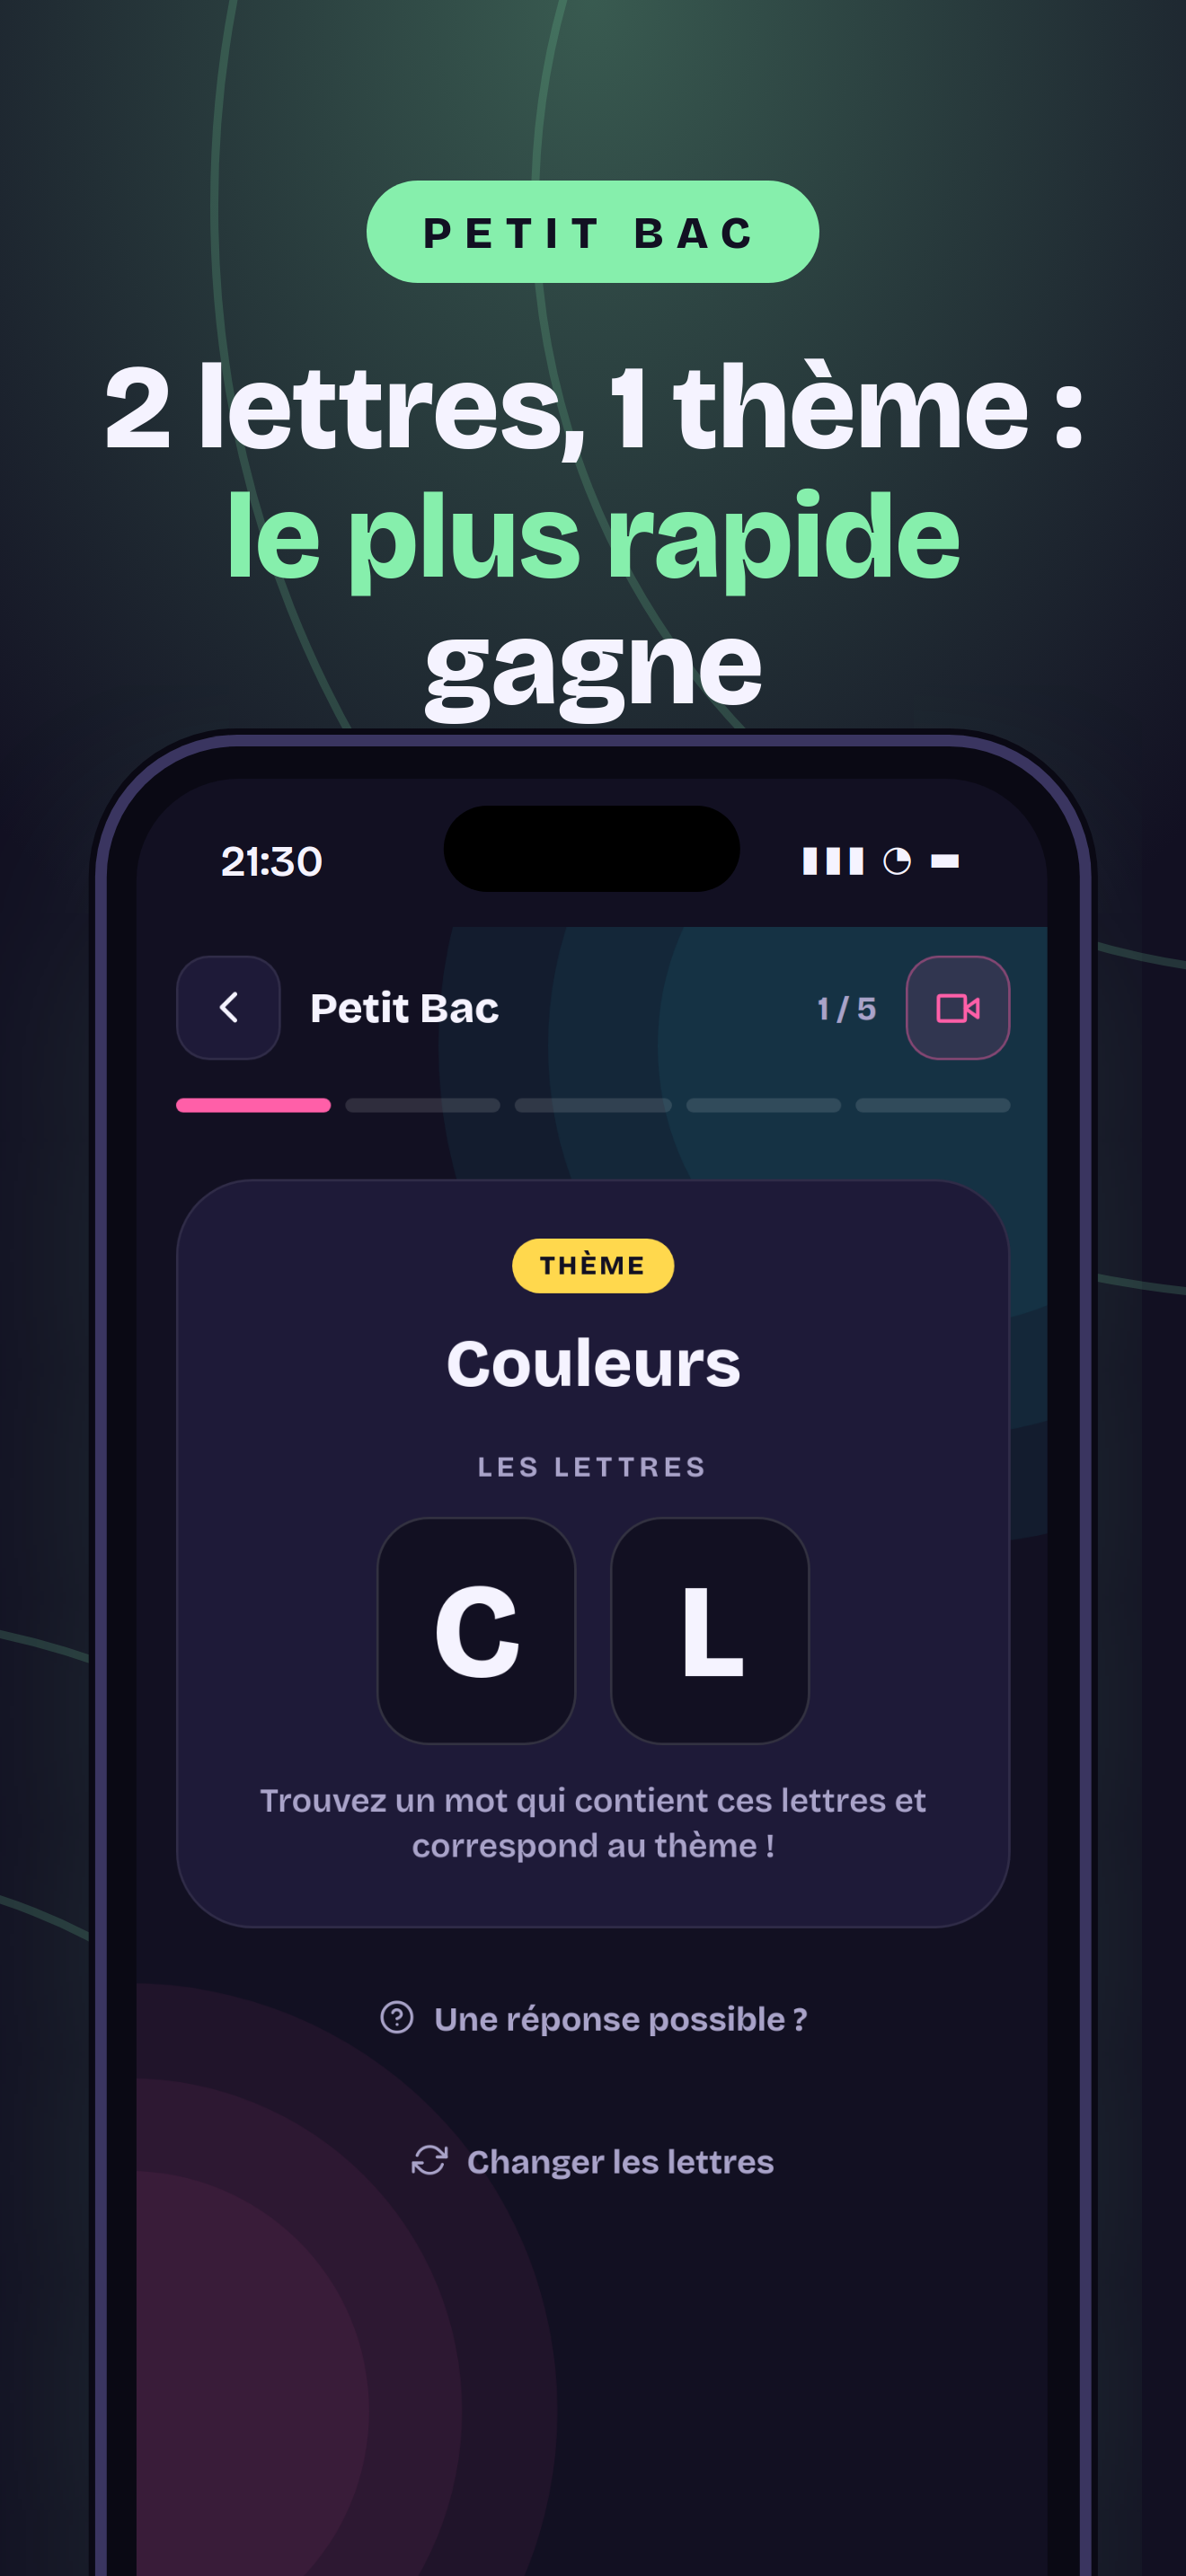 PETIT BAC
2 lettres, 1 thème :
le plus rapide
gagne
21:30
Petit Bac
1 / 5
THÈME
Couleurs
LES LETTRES
C L
Trouvez un mot qui contient ces lettres et
correspond au thème !
Une réponse possible ?
Changer les lettres